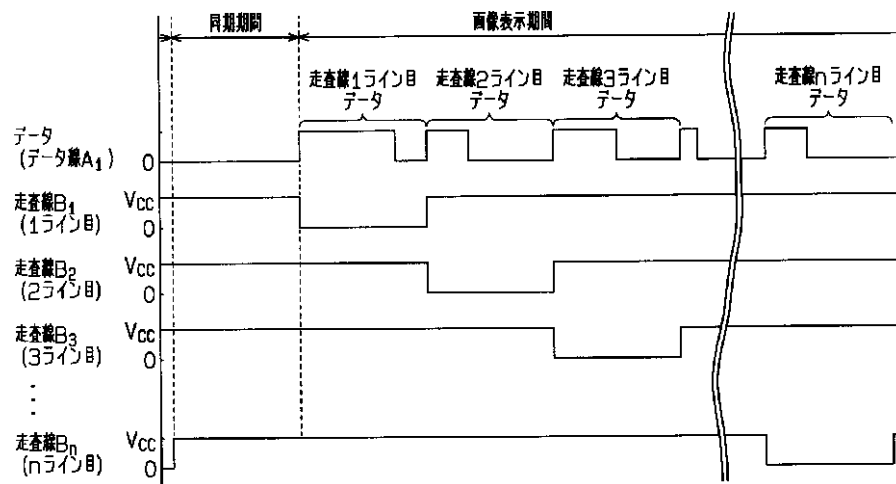 同期期間
画像表示期間
走査線1ライン目
データ
走査線2ライン目
データ
走査線3ライン目
データ
走査線nライン目
データ
データ
(データ線A1)
0
走査線B1
(1ライン目)
Vcc
0
走査線B2
(2ライン目)
Vcc
0
走査線B3
(3ライン目)
Vcc
0
走査線Bn
(nライン目)
Vcc
0